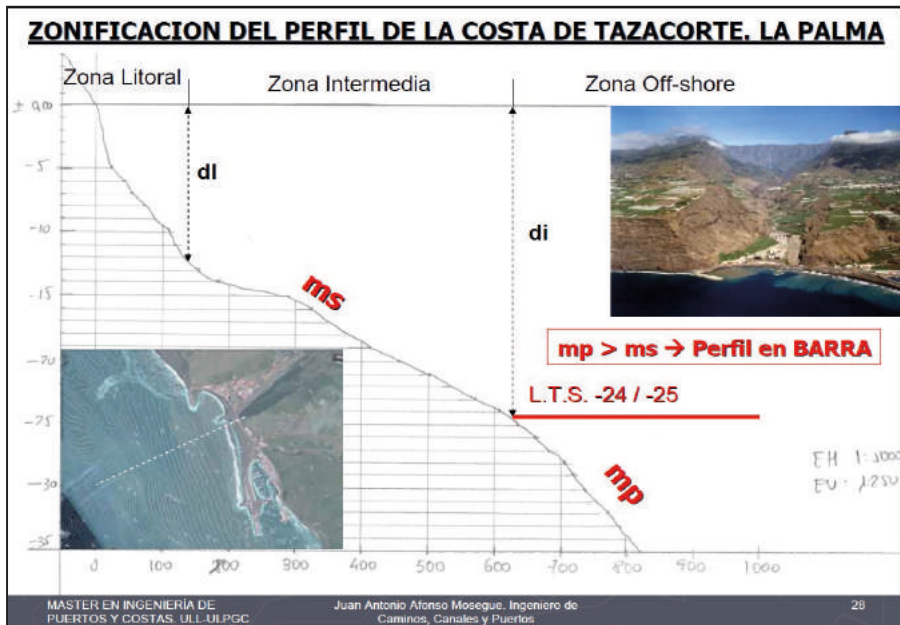 ZONIFICACION DEL PERFIL DE LA COSTA DE TAZACORTE. LA PALMA
Zona Litoral
Zona Intermedia
Zona Off-shore
0,00
-5
-10
-15
-20
-25
-30
-35
dl
di
ms
mp > ms → Perfil en BARRA
L.T.S. -24 / -25
mp
EH 1:2000
EV: 1:250
0 100 200 300 400 500 600 700 800 900 1000
MASTER EN INGENIERÍA DE
PUERTOS Y COSTAS. ULL-ULPGC
Juan Antonio Afonso Mosegue. Ingeniero de
Caminos, Canales y Puertos
28